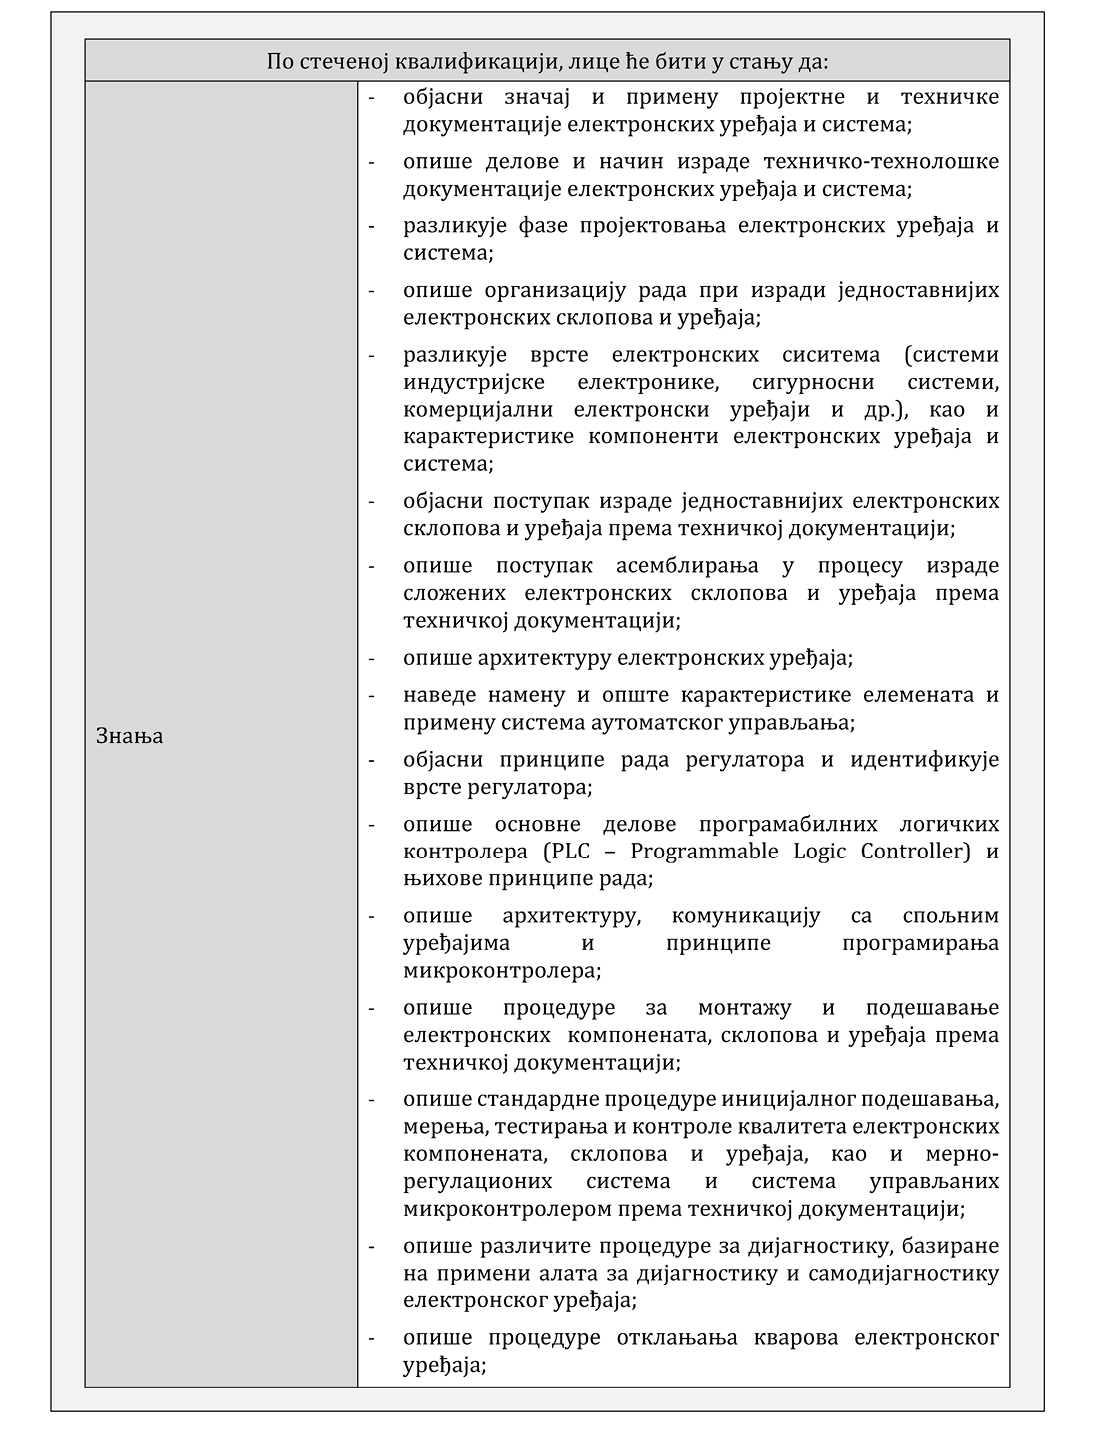 По стеченој квалификацији, лице ће бити у стању да:
Знања
- објасни значај и примену пројектне и техничке
документације електронских уређаја и система;
- опише делове и начин израде техничко-технолошке
документације електронских уређаја и система;
- разликује фазе пројектовања електронских уређаја и
система;
- опише организацију рада при изради једноставнијих
електронских склопова и уређаја;
- разликује врсте електронских сиситема (системи
индустријске електронике, сигурносни системи,
комерцијални електронски уређаји и др.), као и
карактеристике компоненти електронских уређаја и
система;
- објасни поступак израде једноставнијих електронских
склопова и уређаја према техничкој документацији;
- опише поступак асемблирања у процесу израде
сложених електронских склопова и уређаја према
техничкој документацији;
- опише архитектуру електронских уређаја;
- наведе намену и опште карактеристике елемената и
примену система аутоматског управљања;
- објасни принципе рада регулатора и идентификује
врсте регулатора;
- опише основне делове програмабилних логичких
контролера (PLC – Programmable Logic Controller) и
њихове принципе рада;
- опише архитектуру, комуникацију са спољним
уређајима и принципе програмирања
микроконтролера;
- опише процедуре за монтажу и подешавање
електронских компонената, склопова и уређаја према
техничкој документацији;
- опише стандардне процедуре иницијалног подешавања,
мерења, тестирања и контроле квалитета електронских
компонената, склопова и уређаја, као и мерно-
регулационих система и система управљаних
микроконтролером према техничкој документацији;
- опише различите процедуре за дијагностику, базиране
на примени алата за дијагностику и самодијагностику
електронског уређаја;
- опише процедуре отклањања кварова електронског
уређаја;